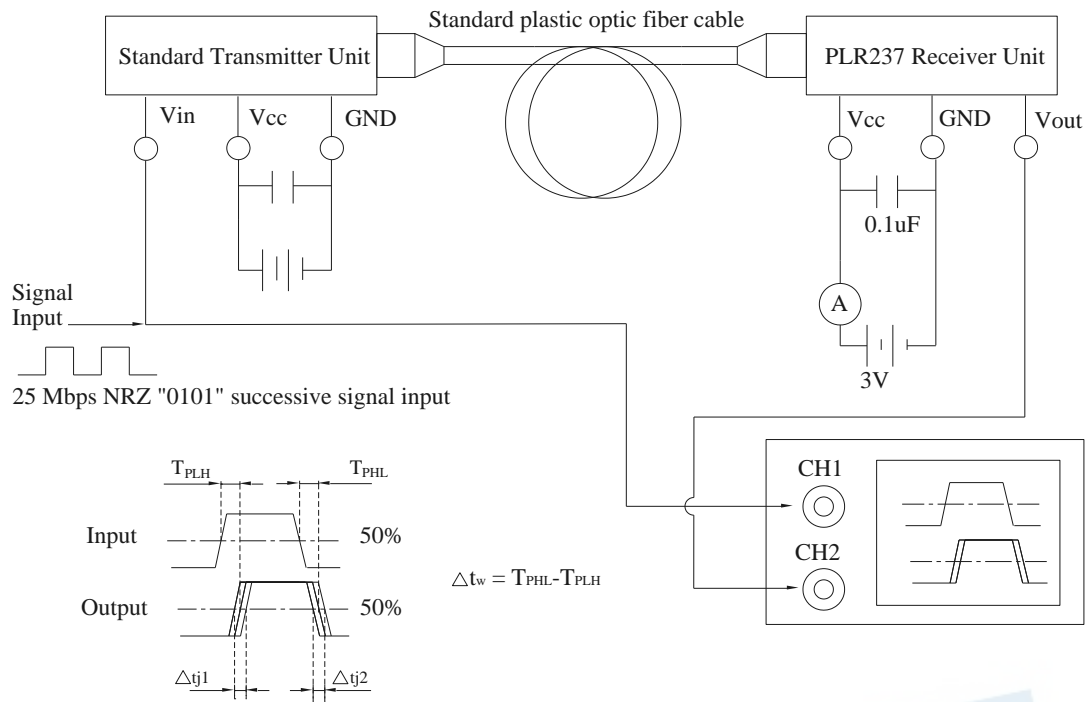 Standard plastic optic fiber cable
Standard Transmitter Unit
PLR237 Receiver Unit
Vin
Vcc
GND
Vcc
GND
Vout
0.1uF
A
3V
Signal
Input
25 Mbps NRZ "0101" successive signal input
TPLH
TPHL
Input
50%
Output
50%
△tw = TPHL-TPLH
△tj1
△tj2
CH1
CH2